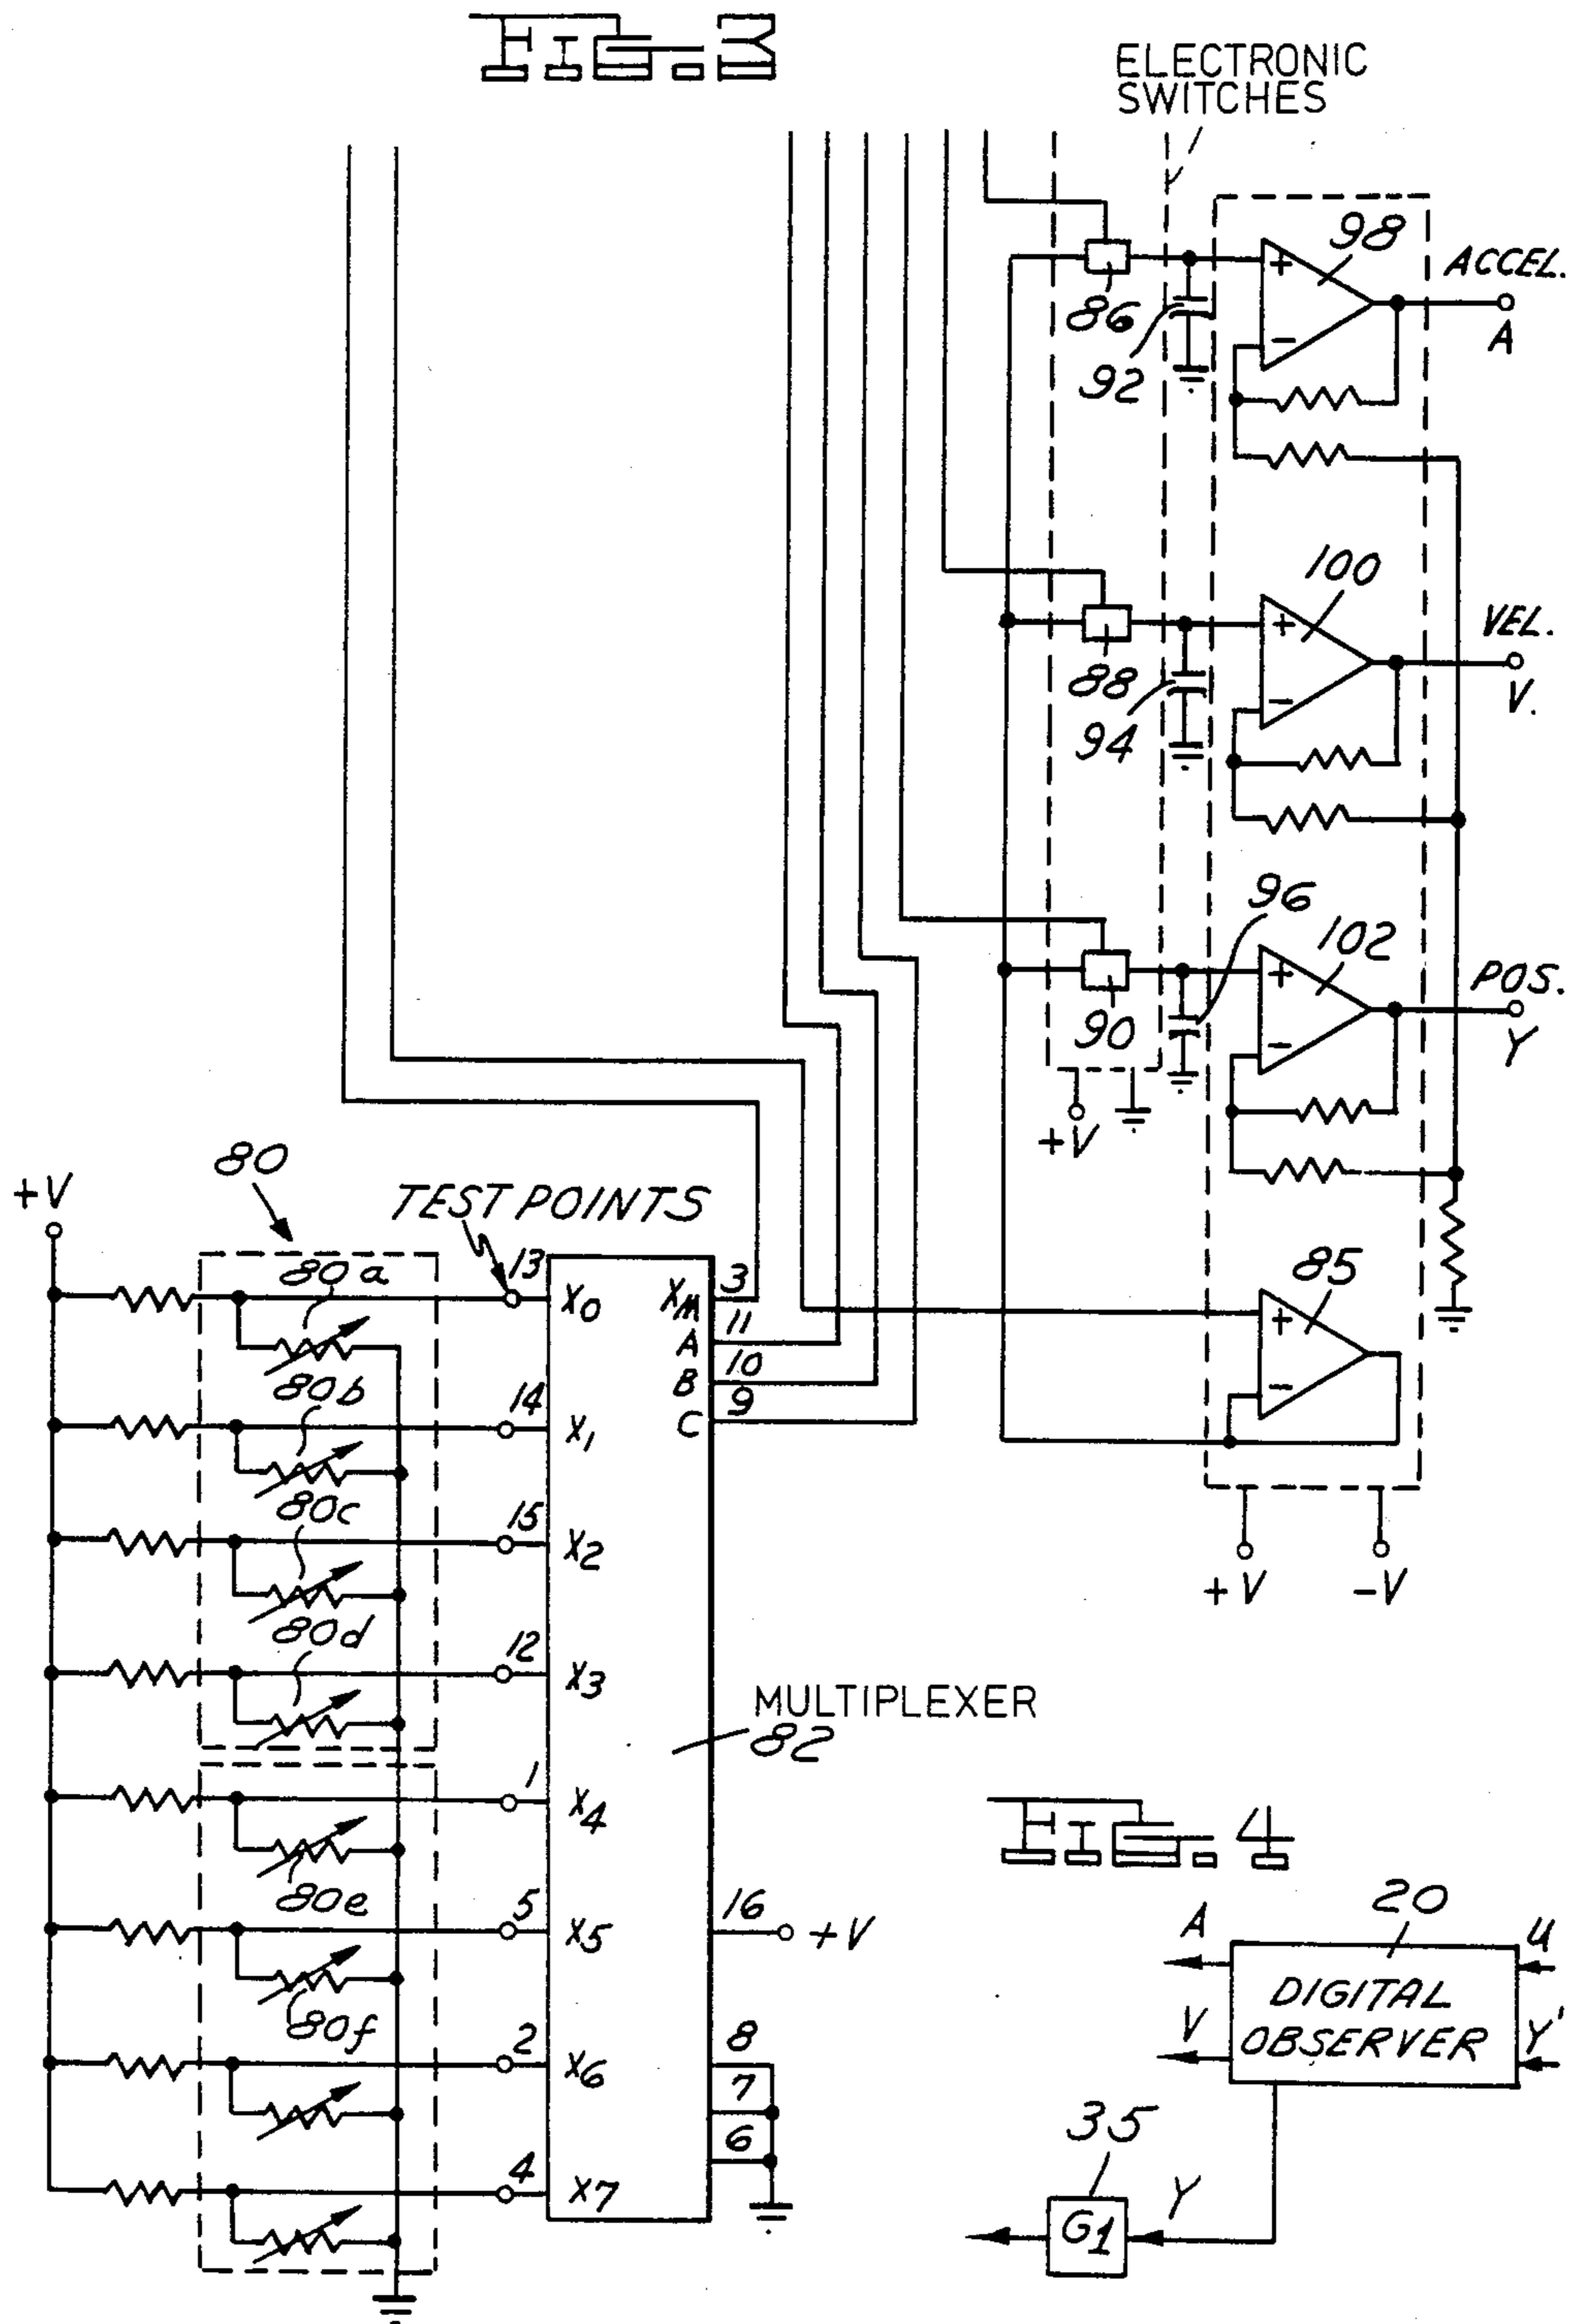 FIG. 3
ELECTRONIC
SWITCHES
98
ACCEL.
+
86
−
A
92
100
VEL.
+
88
−
V.
94
96
102
POS.
+
90
−
Y
+V
80
+V
TEST POINTS
13
80a
X0
XM
3
85
11
+
A
10
80b
14
B
9
−
X1
C
80c
15
X2
+V
-V
80d
12
X3
MULTIPLEXER
82
1
X4
FIG. 4
80e
5
16
20
X5
+V
A
U
DIGITAL
80f
V
OBSERVER
Y'
2
8
X6
7
35
6
4
X7
G1
Y